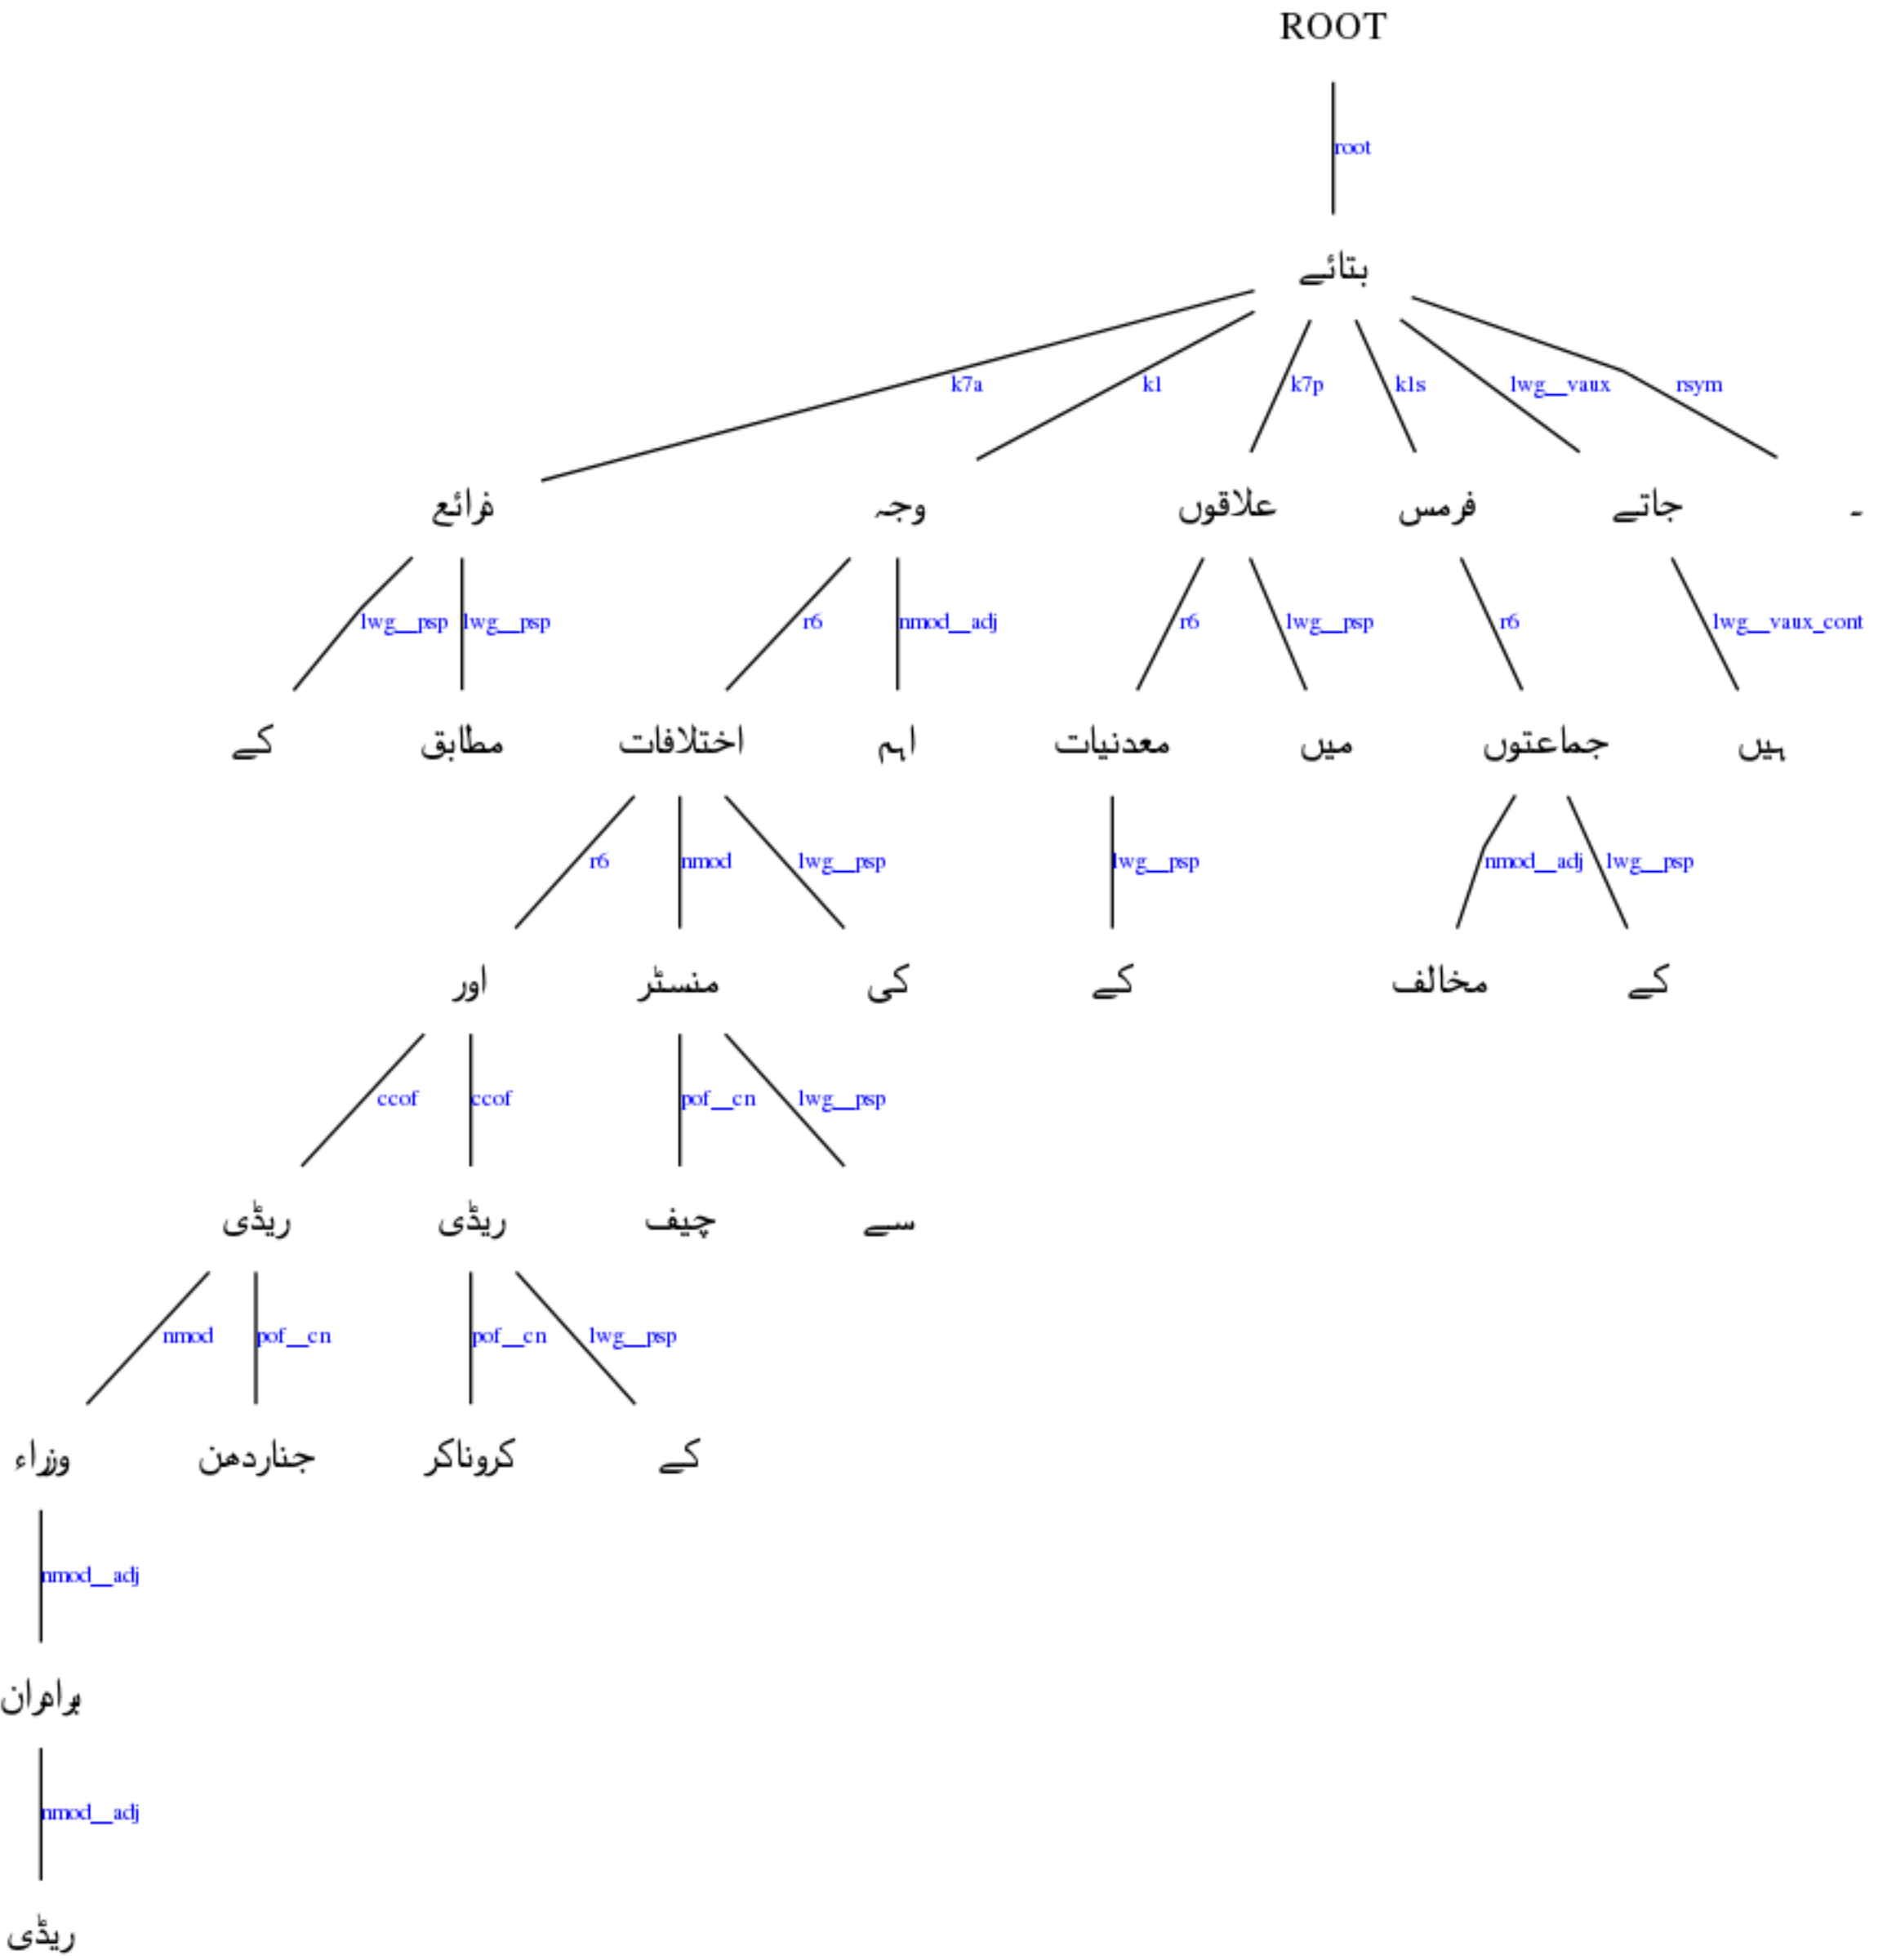 ROOT
root
بتائے
k7a k1 k7p k1s lwg__vaux rsym
ذرائع وجہ علاقوں فرمس جاتے ۔
lwg__psp lwg__psp r6 nmod__adj r6 lwg__psp r6 lwg__vaux_cont
کے مطابق اختلافات اہم معدنیات میں جماعتوں ہیں
r6 nmod lwg__psp lwg__psp nmod__adj lwg__psp
اور منسٹر کی کے مخالف کے
ccof ccof pof__cn lwg__psp
ریڈی ریڈی چیف سے
nmod pof__cn pof__cn lwg__psp
وزراء جناردھن کروناکر کے
nmod__adj
برادران
nmod__adj
ریڈی